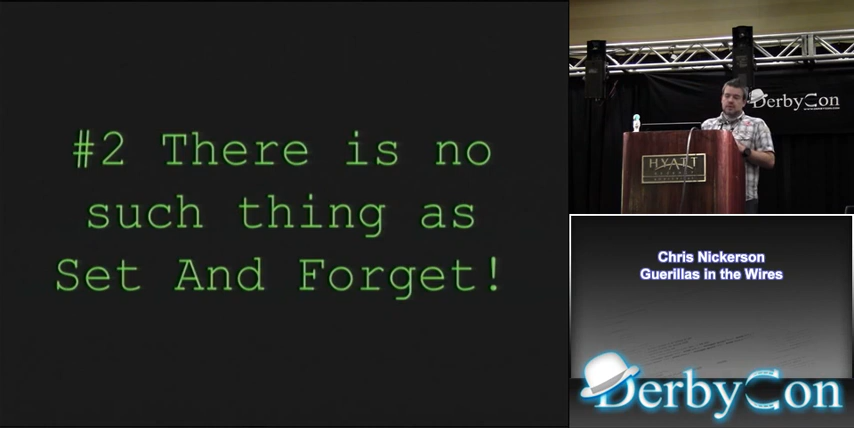 #2 There is no
such thing as
Set And Forget!
DerbyCon
HYATT
Chris Nickerson
Guerillas in the Wires
DerbyCon